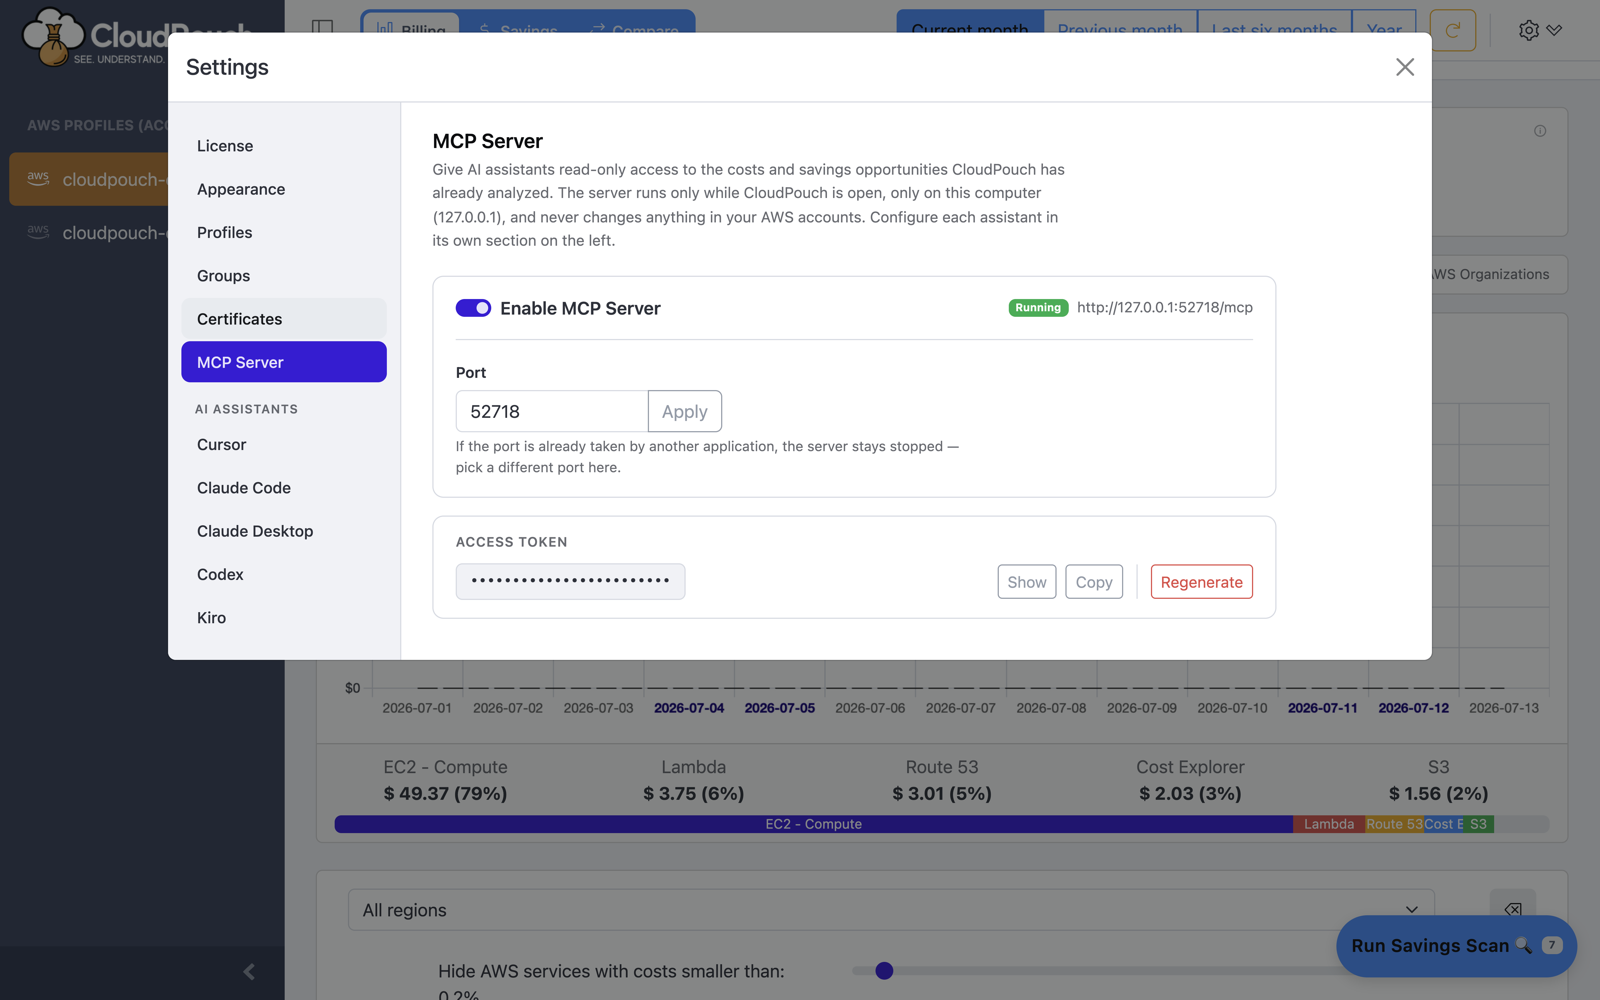 CloudPouch
SEE. UNDERSTAND.
Billing
Savings
Compare
Current month
Previous month
Last six months
Year
AWS PROFILES (ACC
aws
cloudpouch-
aws
cloudpouch-
Settings
License
Appearance
Profiles
Groups
Certificates
MCP Server
AI ASSISTANTS
Cursor
Claude Code
Claude Desktop
Codex
Kiro
MCP Server
Give AI assistants read-only access to the costs and savings opportunities CloudPouch has
already analyzed. The server runs only while CloudPouch is open, only on this computer
(127.0.0.1), and never changes anything in your AWS accounts. Configure each assistant in
its own section on the left.
Enable MCP Server
Running
http://127.0.0.1:52718/mcp
Port
52718
Apply
If the port is already taken by another application, the server stays stopped —
pick a different port here.
ACCESS TOKEN
••••••••••••••••••••••••
Show
Copy
Regenerate
AWS Organizations
$0
2026-07-01 2026-07-02 2026-07-03 2026-07-04 2026-07-05 2026-07-06 2026-07-07 2026-07-08 2026-07-09 2026-07-10 2026-07-11 2026-07-12 2026-07-13
EC2 - Compute Lambda Route 53 Cost Explorer S3
$ 49.37 (79%) $ 3.75 (6%) $ 3.01 (5%) $ 2.03 (3%) $ 1.56 (2%)
EC2 - Compute Lambda Route 53 Cost E S3
All regions
Run Savings Scan 7
Hide AWS services with costs smaller than:
0.2%